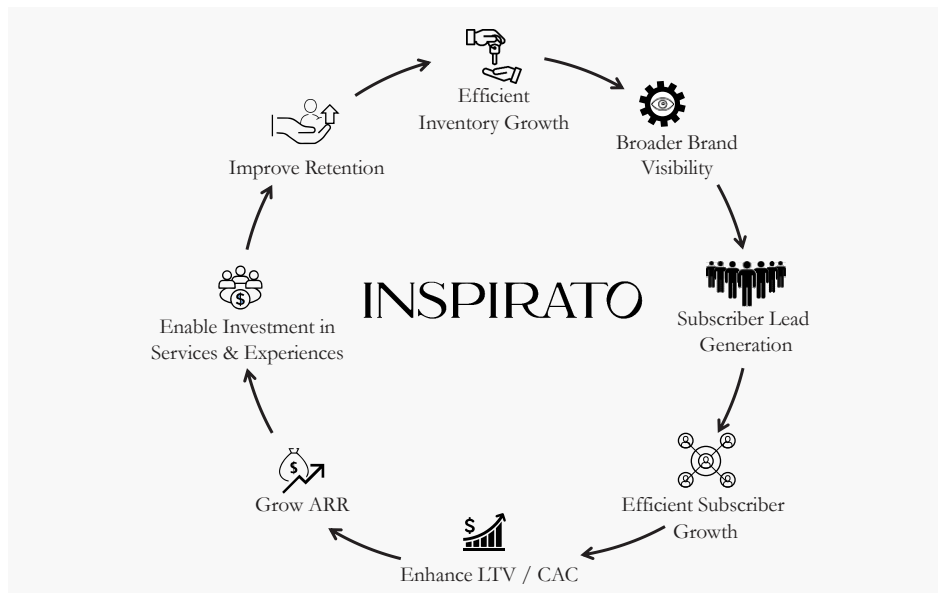 Efficient
Inventory Growth
Broader Brand
Visibility
Subscriber Lead
Generation
Efficient Subscriber
Growth
Enhance LTV / CAC
$
Grow ARR
$
Enable Investment in
Services & Experiences
$
Improve Retention
INSPIRATO